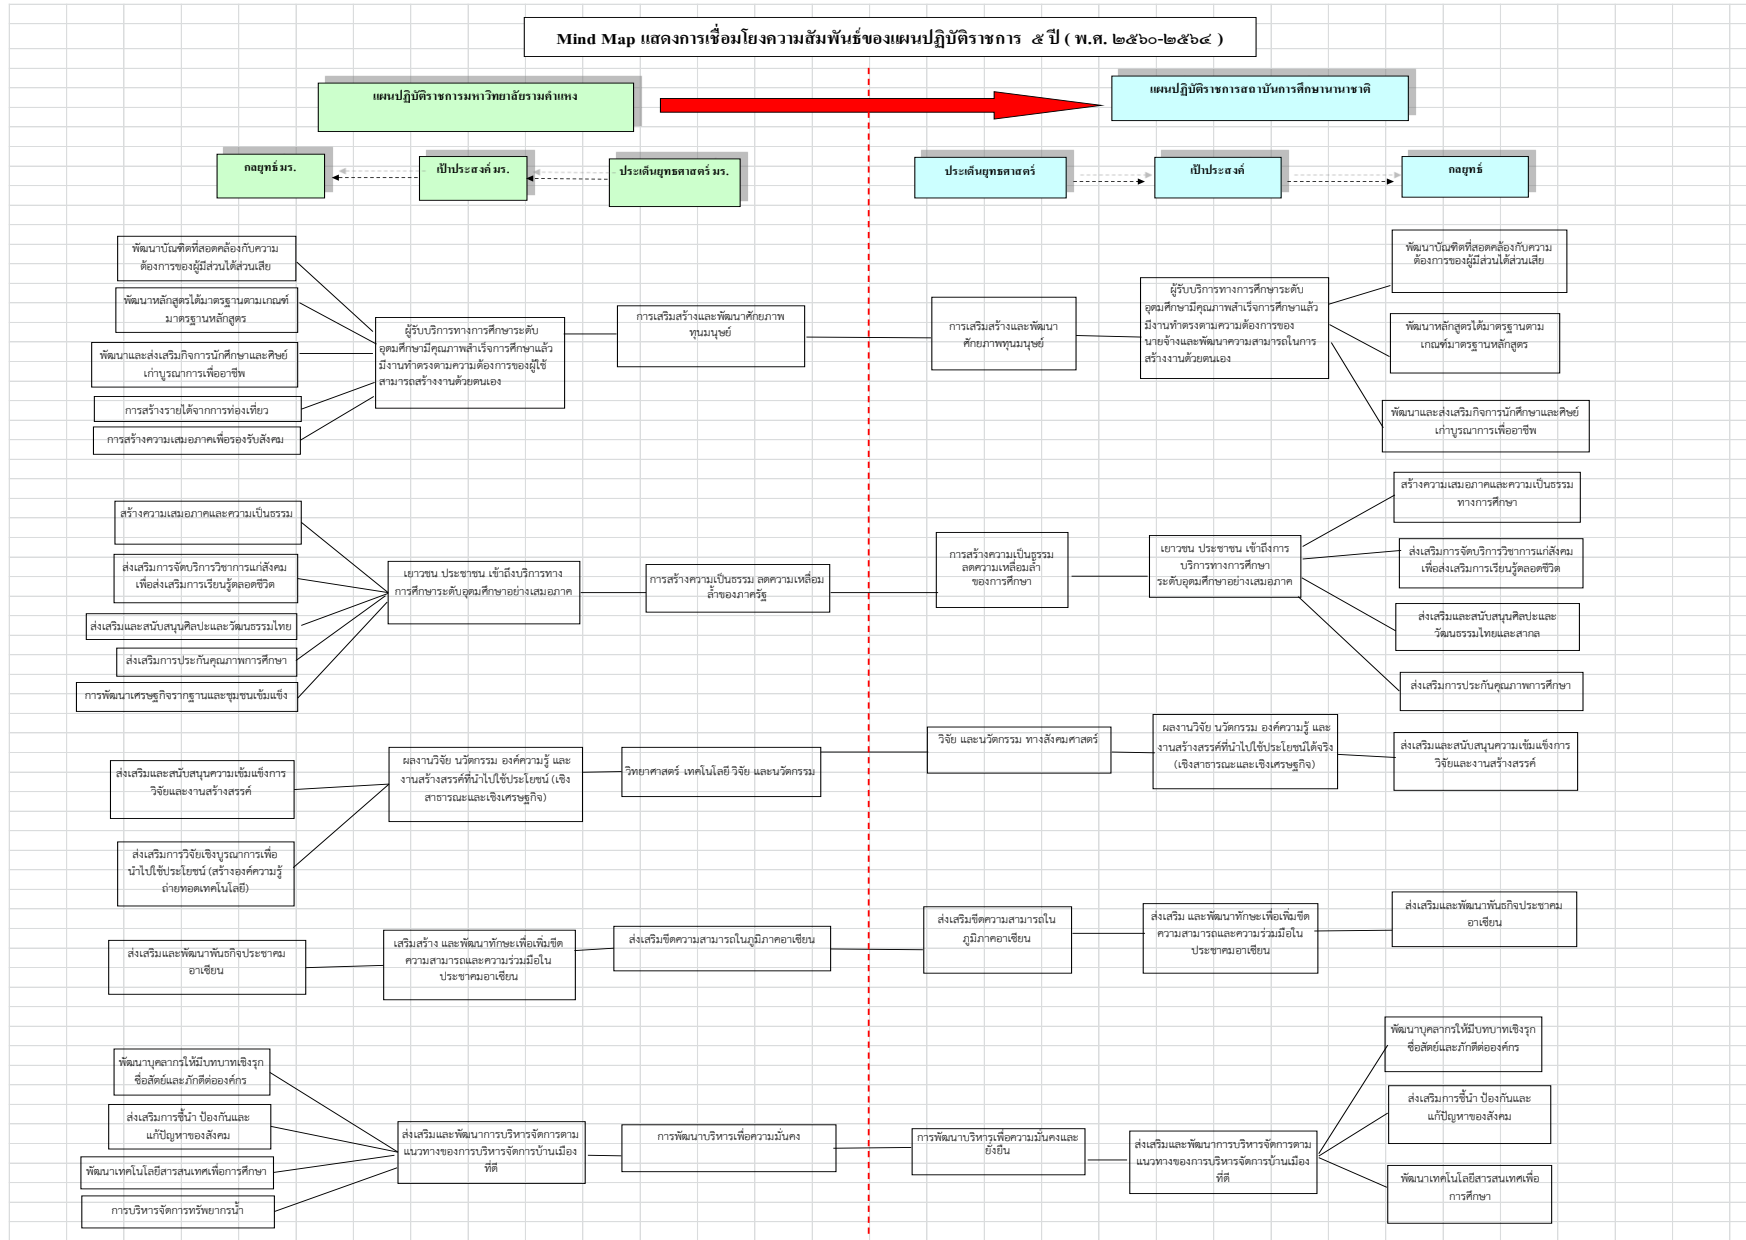 Mind Map แสดงการเชื่อมโยงความสัมพันธ์ของแผนปฏิบัติราชการ ๕ ปี ( พ.ศ. ๒๕๖๐-๒๕๖๔ )
แผนปฏิบัติราชการมหาวิทยาลัยรามคำแหง
แผนปฏิบัติราชการสถาบันการศึกษานานาชาติ
กลยุทธ์ มร.
เป้าประสงค์ มร.
ประเด็นยุทธศาสตร์ มร.
ประเด็นยุทธศาสตร์
เป้าประสงค์
กลยุทธ์
พัฒนาบัณฑิตที่สอดคล้องกับความ
ต้องการของผู้มีส่วนได้ส่วนเสีย
พัฒนาหลักสูตรได้มาตรฐานตามเกณฑ์
มาตรฐานหลักสูตร
พัฒนาและส่งเสริมกิจการนักศึกษาและศิษย์
เก่าบูรณาการเพื่ออาชีพ
การสร้างรายได้จากการท่องเที่ยว
การสร้างความเสมอภาคเพื่อรองรับสังคม
ผู้รับบริการทางการศึกษาระดับ
อุดมศึกษามีคุณภาพสำเร็จการศึกษาแล้ว
มีงานทำตรงตามความต้องการของผู้ใช้
สามารถสร้างงานด้วยตนเอง
การเสริมสร้างและพัฒนาศักยภาพ
ทุนมนุษย์
การเสริมสร้างและพัฒนา
ศักยภาพทุนมนุษย์
ผู้รับบริการทางการศึกษาระดับ
อุดมศึกษามีคุณภาพสำเร็จการศึกษาแล้ว
มีงานทำตรงตามความต้องการของ
นายจ้างและพัฒนาความสามารถในการ
สร้างงานด้วยตนเอง
พัฒนาบัณฑิตที่สอดคล้องกับความ
ต้องการของผู้มีส่วนได้ส่วนเสีย
พัฒนาหลักสูตรได้มาตรฐานตาม
เกณฑ์มาตรฐานหลักสูตร
พัฒนาและส่งเสริมกิจการนักศึกษาและศิษย์
เก่าบูรณาการเพื่ออาชีพ
สร้างความเสมอภาคและความเป็นธรรม
ส่งเสริมการจัดบริการวิชาการแก่สังคม
เพื่อส่งเสริมการเรียนรู้ตลอดชีวิต
ส่งเสริมและสนับสนุนศิลปะและวัฒนธรรมไทย
ส่งเสริมการประกันคุณภาพการศึกษา
การพัฒนาเศรษฐกิจรากฐานและชุมชนเข้มแข็ง
เยาวชน ประชาชน เข้าถึงบริการทาง
การศึกษาระดับอุดมศึกษาอย่างเสมอภาค
การสร้างความเป็นธรรม ลดความเหลื่อม
ล้ำของภาครัฐ
การสร้างความเป็นธรรม
ลดความเหลื่อมล้ำ
ของการศึกษา
เยาวชน ประชาชน เข้าถึงการ
บริการทางการศึกษา
ระดับอุดมศึกษาอย่างเสมอภาค
สร้างความเสมอภาคและความเป็นธรรม
ทางการศึกษา
ส่งเสริมการจัดบริการวิชาการแก่สังคม
เพื่อส่งเสริมการเรียนรู้ตลอดชีวิต
ส่งเสริมและสนับสนุนศิลปะและ
วัฒนธรรมไทยและสากล
ส่งเสริมการประกันคุณภาพการศึกษา
ส่งเสริมและสนับสนุนความเข้มแข็งการ
วิจัยและงานสร้างสรรค์
ส่งเสริมการวิจัยเชิงบูรณาการเพื่อ
นำไปใช้ประโยชน์ (สร้างองค์ความรู้
ถ่ายทอดเทคโนโลยี)
ผลงานวิจัย นวัตกรรม องค์ความรู้ และ
งานสร้างสรรค์ที่นำไปใช้ประโยชน์ (เชิง
สาธารณะและเชิงเศรษฐกิจ)
วิทยาศาสตร์ เทคโนโลยี วิจัย และนวัตกรรม
วิจัย และนวัตกรรม ทางสังคมศาสตร์
ผลงานวิจัย นวัตกรรม องค์ความรู้ และ
งานสร้างสรรค์ที่นำไปใช้ประโยชน์ได้จริง
(เชิงสาธารณะและเชิงเศรษฐกิจ)
ส่งเสริมและสนับสนุนความเข้มแข็งการ
วิจัยและงานสร้างสรรค์
ส่งเสริมและพัฒนาพันธกิจประชาคม
อาเซียน
เสริมสร้าง และพัฒนาทักษะเพื่อเพิ่มขีด
ความสามารถและความร่วมมือใน
ประชาคมอาเซียน
ส่งเสริมขีดความสามารถในภูมิภาคอาเซียน
ส่งเสริมขีดความสามารถใน
ภูมิภาคอาเซียน
ส่งเสริม และพัฒนาทักษะเพื่อเพิ่มขีด
ความสามารถและความร่วมมือใน
ประชาคมอาเซียน
ส่งเสริมและพัฒนาพันธกิจประชาคม
อาเซียน
พัฒนาบุคลากรให้มีบทบาทเชิงรุก
ซื่อสัตย์และภักดีต่อองค์กร
ส่งเสริมการชี้นำ ป้องกันและ
แก้ปัญหาของสังคม
พัฒนาเทคโนโลยีสารสนเทศเพื่อการศึกษา
การบริหารจัดการทรัพยากรน้ำ
ส่งเสริมและพัฒนาการบริหารจัดการตาม
แนวทางของการบริหารจัดการบ้านเมือง
ที่ดี
การพัฒนาบริหารเพื่อความมั่นคง
การพัฒนาบริหารเพื่อความมั่นคงและ
ยั่งยืน
ส่งเสริมและพัฒนาการบริหารจัดการตาม
แนวทางของการบริหารจัดการบ้านเมือง
ที่ดี
พัฒนาบุคลากรให้มีบทบาทเชิงรุก
ซื่อสัตย์และภักดีต่อองค์กร
ส่งเสริมการชี้นำ ป้องกันและ
แก้ปัญหาของสังคม
พัฒนาเทคโนโลยีสารสนเทศเพื่อ
การศึกษา